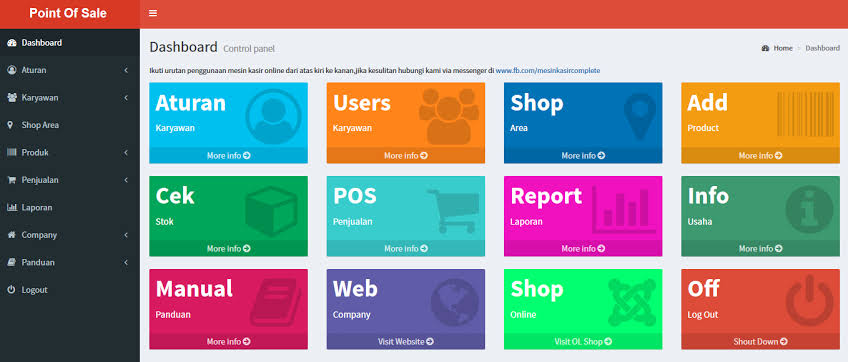 Point Of Sale
Dashboard
Aturan
Karyawan
Shop Area
Produk
Penjualan
Laporan
Company
Panduan
Logout
Dashboard Control panel
Home > Dashboard
Ikuti urutan penggunaan mesin kasir online dari atas kiri ke kanan,jika kesulitan hubungi kami via messenger di www.fb.com/mesinkasircomplete
Aturan
Karyawan
More info
Users
Karyawan
More info
Shop
Area
More info
Add
Product
More info
Cek
Stok
More info
POS
Penjualan
More info
Report
Laporan
More info
Info
Usaha
More info
Manual
Panduan
More info
Web
Company
Visit Website
Shop
Online
Visit OL Shop
Off
Log Out
Shout Down